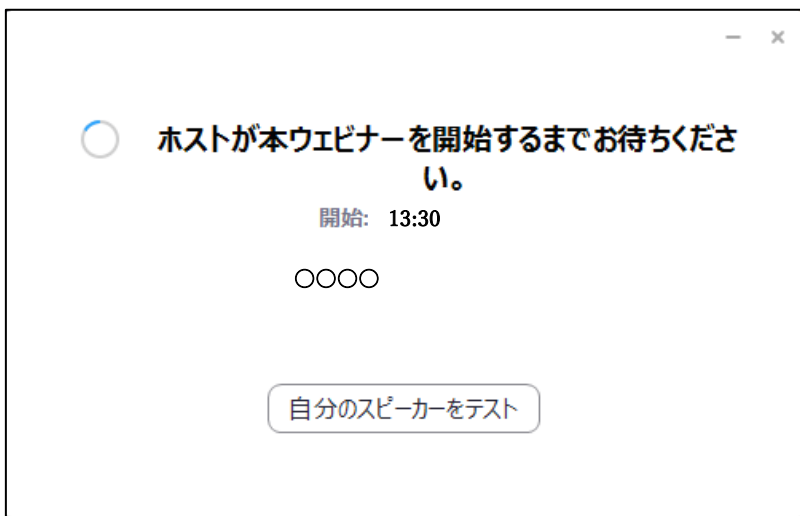 ホストが本ウェビナーを開始するまでお待ちくださ
い。
開始: 13:30
〇〇〇〇
自分のスピーカーをテスト